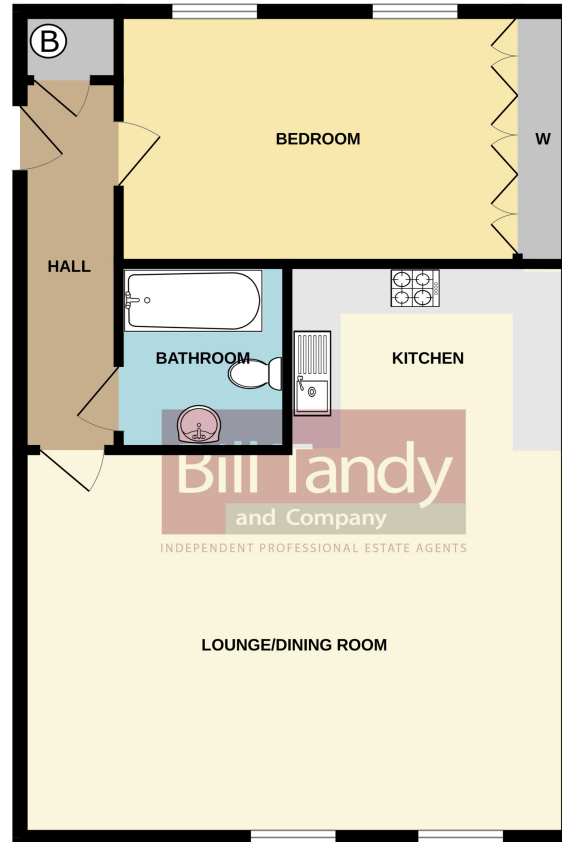 B
BEDROOM
W
HALL
BATHROOM
KITCHEN
Bill Tandy
and Company
INDEPENDENT PROFESSIONAL ESTATE AGENTS
LOUNGE/DINING ROOM